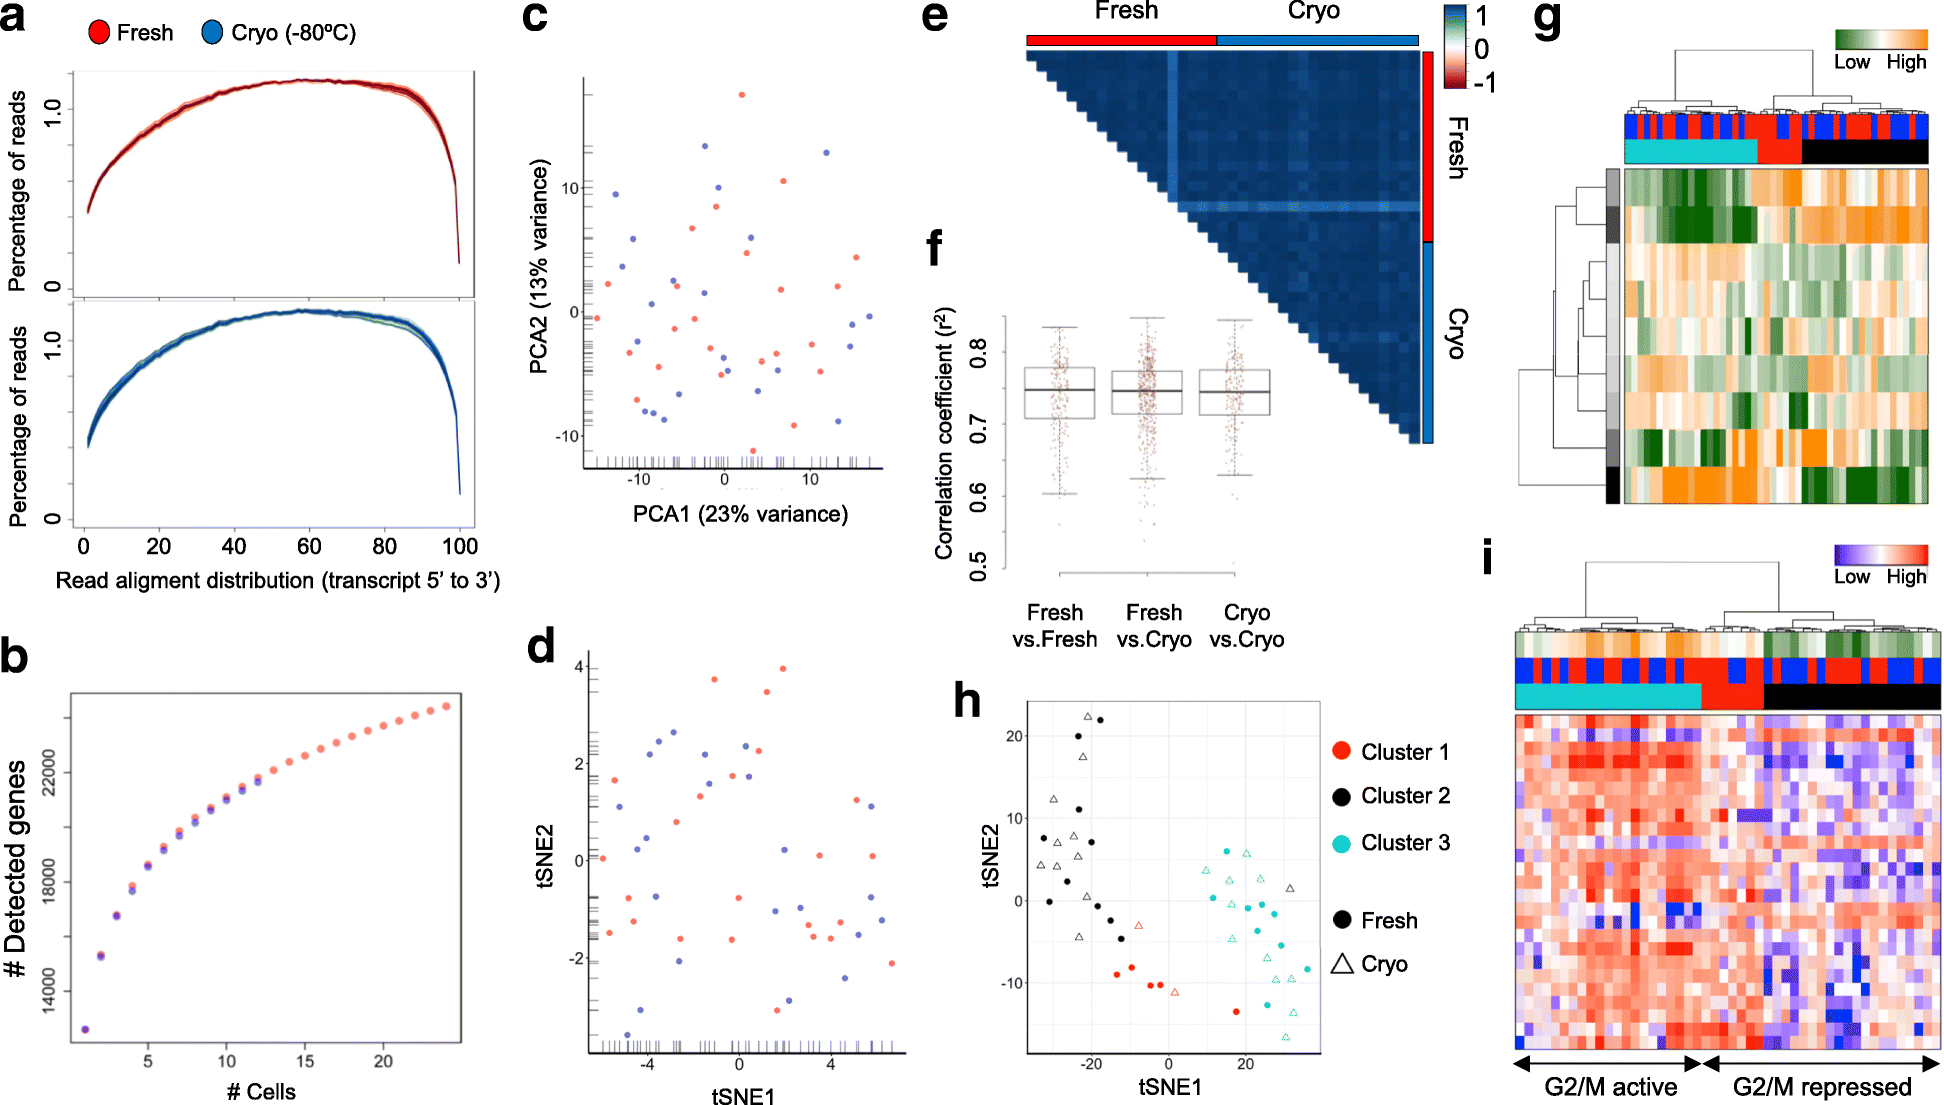 a
Fresh
Cryo (-80ºC)
Percentage of reads
1.0
0
Percentage of reads
1.0
0
0 20 40 60 80 100
Read aligment distribution (transcript 5’ to 3’)
b
# Detected genes
22000
18000
14000
5 10 15 20
# Cells
c
PCA2 (13% variance)
10
0
-10
-10 0 10
PCA1 (23% variance)
d
tSNE2
4
2
0
-2
-4 0 4
tSNE1
e
Fresh
Cryo
1
0
-1
Fresh
Cryo
f
Correlation coefficient (r²)
0.8
0.7
0.6
0.5
Fresh vs.Fresh
Fresh vs.Cryo
Cryo vs.Cryo
g
Low High
h
tSNE2
20
10
0
-10
-20 0 20
tSNE1
Cluster 1
Cluster 2
Cluster 3
Fresh
Cryo
i
Low High
G2/M active
G2/M repressed